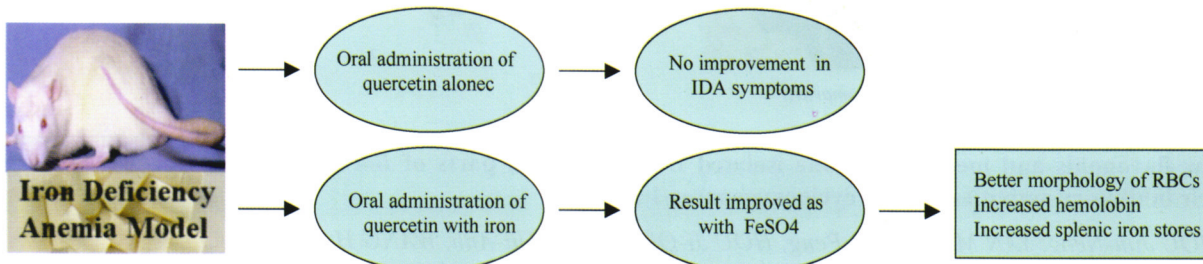 Oral administration of
quercetin alonec
No improvement in
IDA symptoms
Iron Deficiency
Anemia Model
Oral administration of
quercetin with iron
Result improved as
with FeSO4
Better morphology of RBCs
Increased hemolobin
Increased splenic iron stores